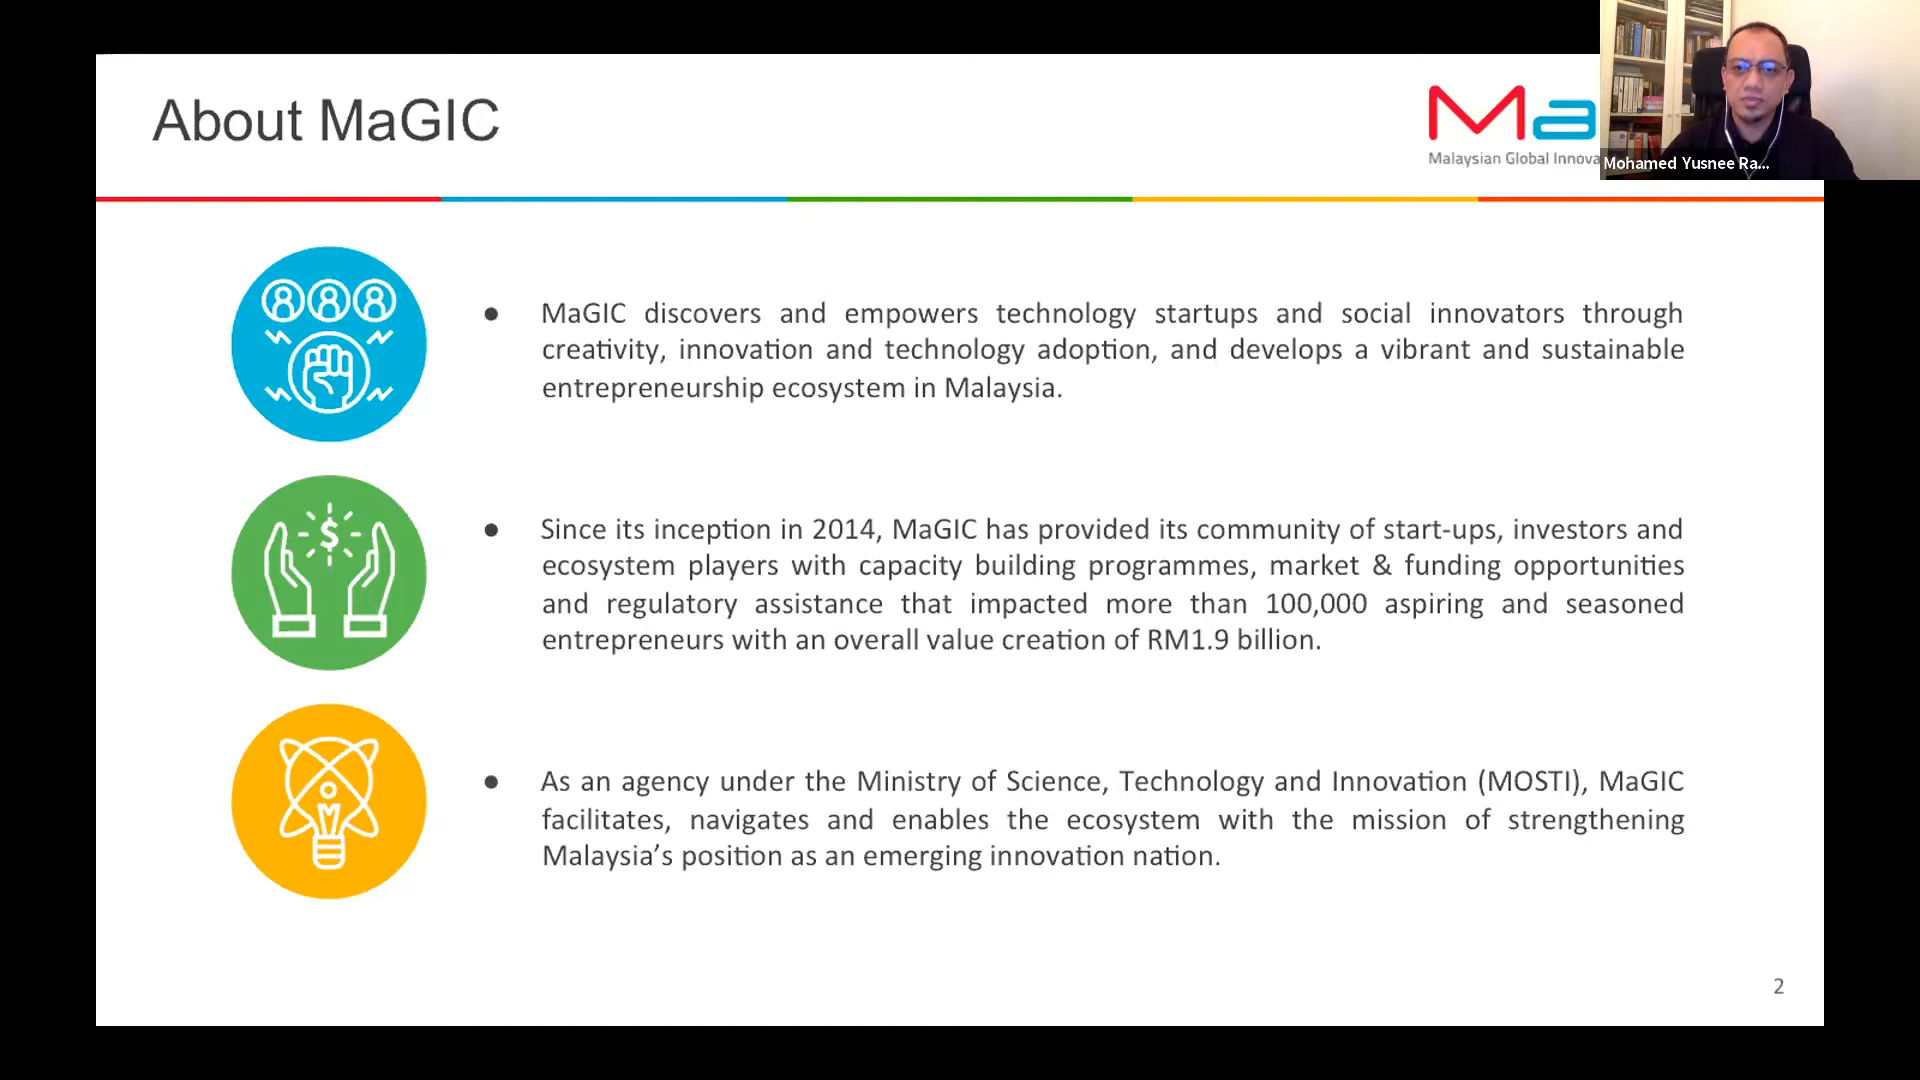 About MaGIC
Ma
Malaysian Global Innova
Mohamed Yusnee Ra...
● MaGIC discovers and empowers technology startups and social innovators through
creativity, innovation and technology adoption, and develops a vibrant and sustainable
entrepreneurship ecosystem in Malaysia.
● Since its inception in 2014, MaGIC has provided its community of start-ups, investors and
ecosystem players with capacity building programmes, market & funding opportunities
and regulatory assistance that impacted more than 100,000 aspiring and seasoned
entrepreneurs with an overall value creation of RM1.9 billion.
● As an agency under the Ministry of Science, Technology and Innovation (MOSTI), MaGIC
facilitates, navigates and enables the ecosystem with the mission of strengthening
Malaysia’s position as an emerging innovation nation.
2